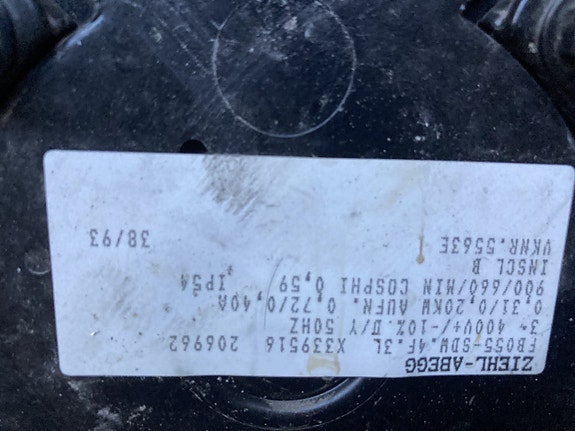 ZIEHL-ABEGG
FB055-SDW.4F.3L X339516 206962
3~ 400V+/-10% D/Y 50HZ
0,31/0,20KW AUFN. 0,72/0,40A
900/660/MIN COSPHI 0,59 IP54
INSCL B
VKNR.5563E 38/93